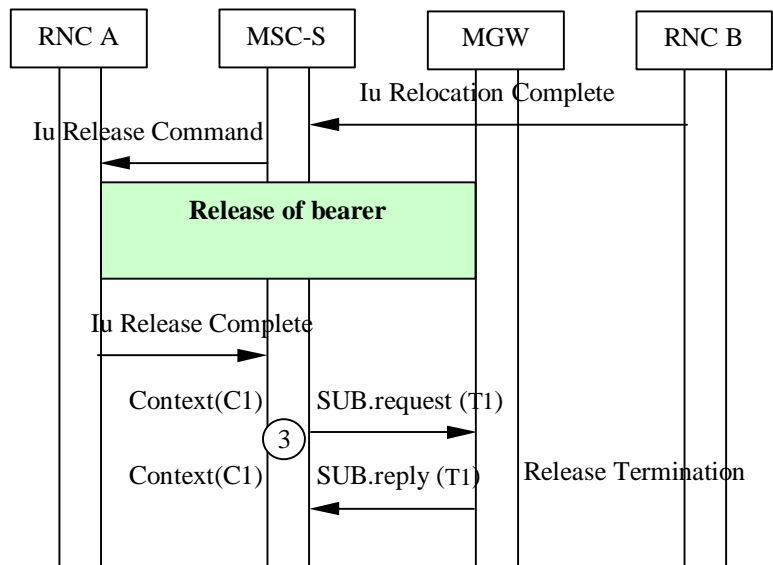 RNC A MSC-S MGW RNC B
Iu Relocation Complete
Iu Release Command
Release of bearer
Iu Release Complete
Context(C1) SUB.request (T1)
3
Context(C1) SUB.reply (T1) Release Termination